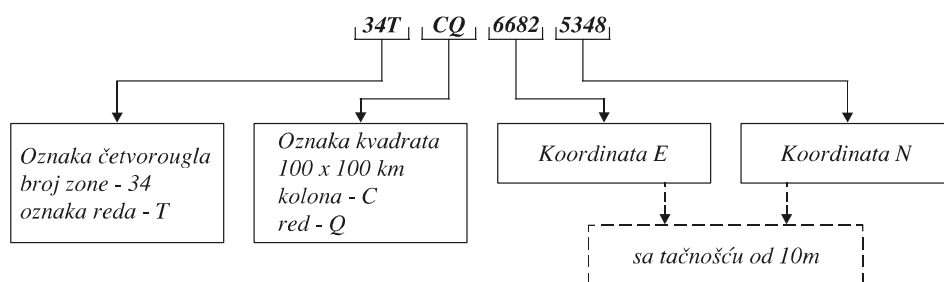 34T CQ 6682 5348
Oznaka četvorougla
broj zone - 34
oznaka reda - T
Oznaka kvadrata
100 x 100 km
kolona - C
red - Q
Koordinata E
Koordinata N
sa tačnošću od 10m